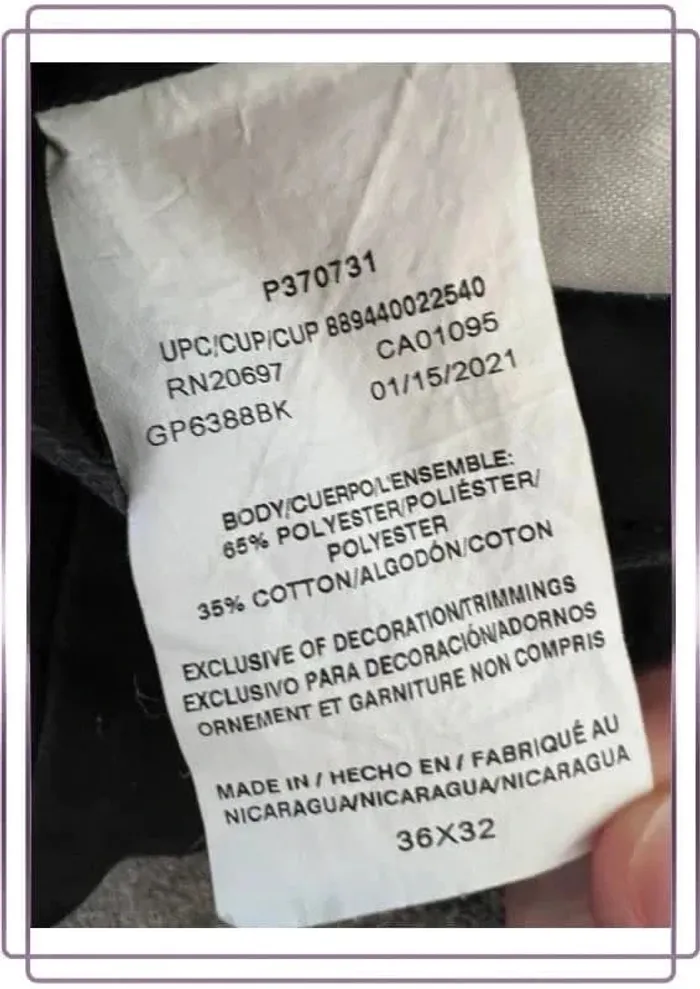 P370731
UPC/CUP/CUP 889440022540
RN20697 CA01095
GP6388BK 01/15/2021
BODY/CUERPO/L'ENSEMBLE:
65% POLYESTER/POLIÉSTER/
POLYESTER
35% COTTON/ALGODÓN/COTON
EXCLUSIVE OF DECORATION/TRIMMINGS
EXCLUSIVO PARA DECORACIÓN/ADORNOS
ORNEMENT ET GARNITURE NON COMPRIS
MADE IN / HECHO EN / FABRIQUÉ AU
NICARAGUA/NICARAGUA/NICARAGUA
36X32